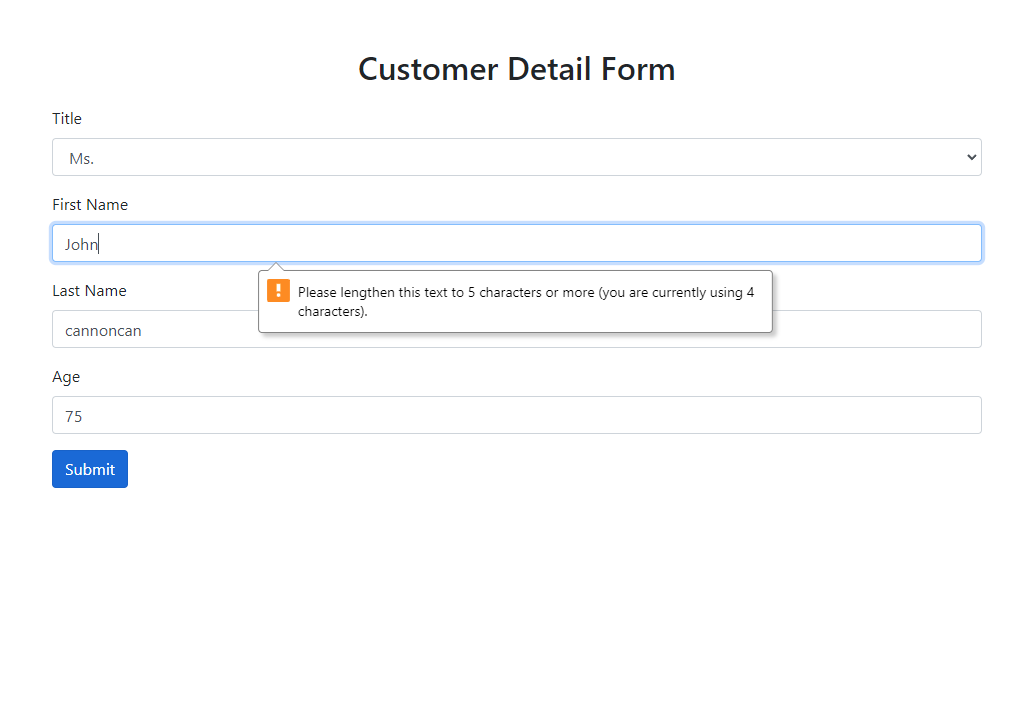 Customer Detail Form
Title
Ms.
First Name
John
Please lengthen this text to 5 characters or more (you are currently using 4
characters).
Last Name
cannoncan
Age
75
Submit